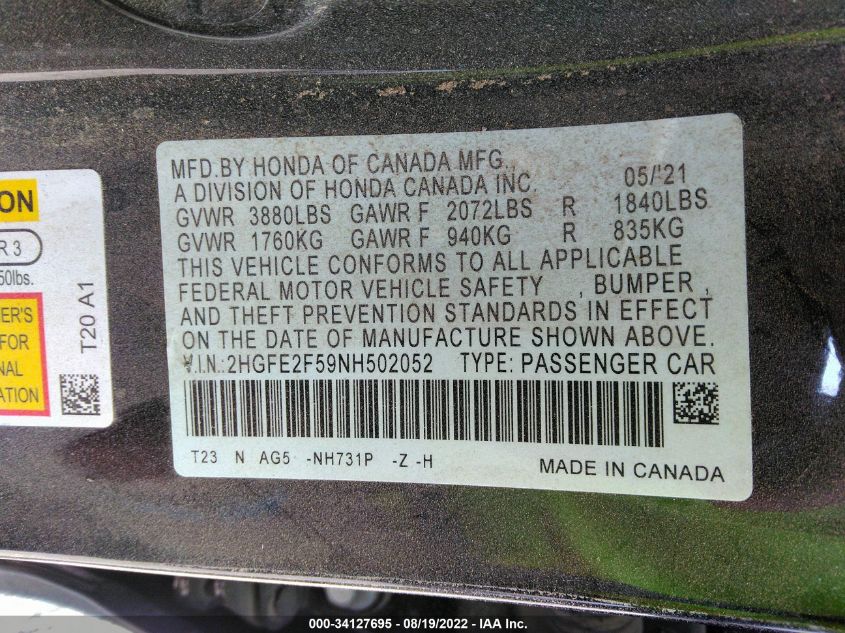 MFD.BY HONDA OF CANADA MFG.
A DIVISION OF HONDA CANADA INC. 05/'21
GVWR 3880LBS GAWR F 2072LBS R 1840LBS
GVWR 1760KG GAWR F 940KG R 835KG
THIS VEHICLE CONFORMS TO ALL APPLICABLE
FEDERAL MOTOR VEHICLE SAFETY , BUMPER ,
AND THEFT PREVENTION STANDARDS IN EFFECT
ON THE DATE OF MANUFACTURE SHOWN ABOVE.
V.I.N.:2HGFE2F59NH502052 TYPE: PASSENGER CAR
T23 N AG5 -NH731P -Z -H
MADE IN CANADA
ON
R 3
50lbs.
ER'S
FOR
NAL
ATION
T20 A1
000-34127695 - 08/19/2022 - IAA Inc.